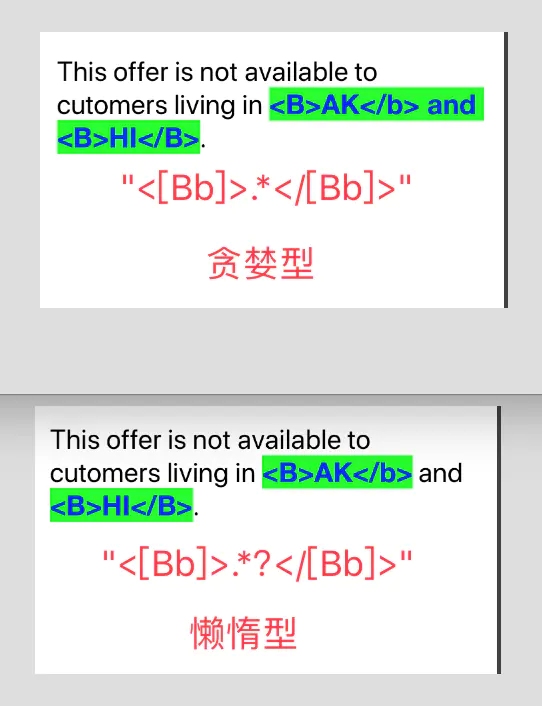 This offer is not available to
cutomers living in <B>AK</b> and
<B>HI</B>.
"<[Bb]>.*</[Bb]>"
贪婪型
This offer is not available to
cutomers living in <B>AK</b> and
<B>HI</B>.
"<[Bb]>.*?</[Bb]>"
懒惰型